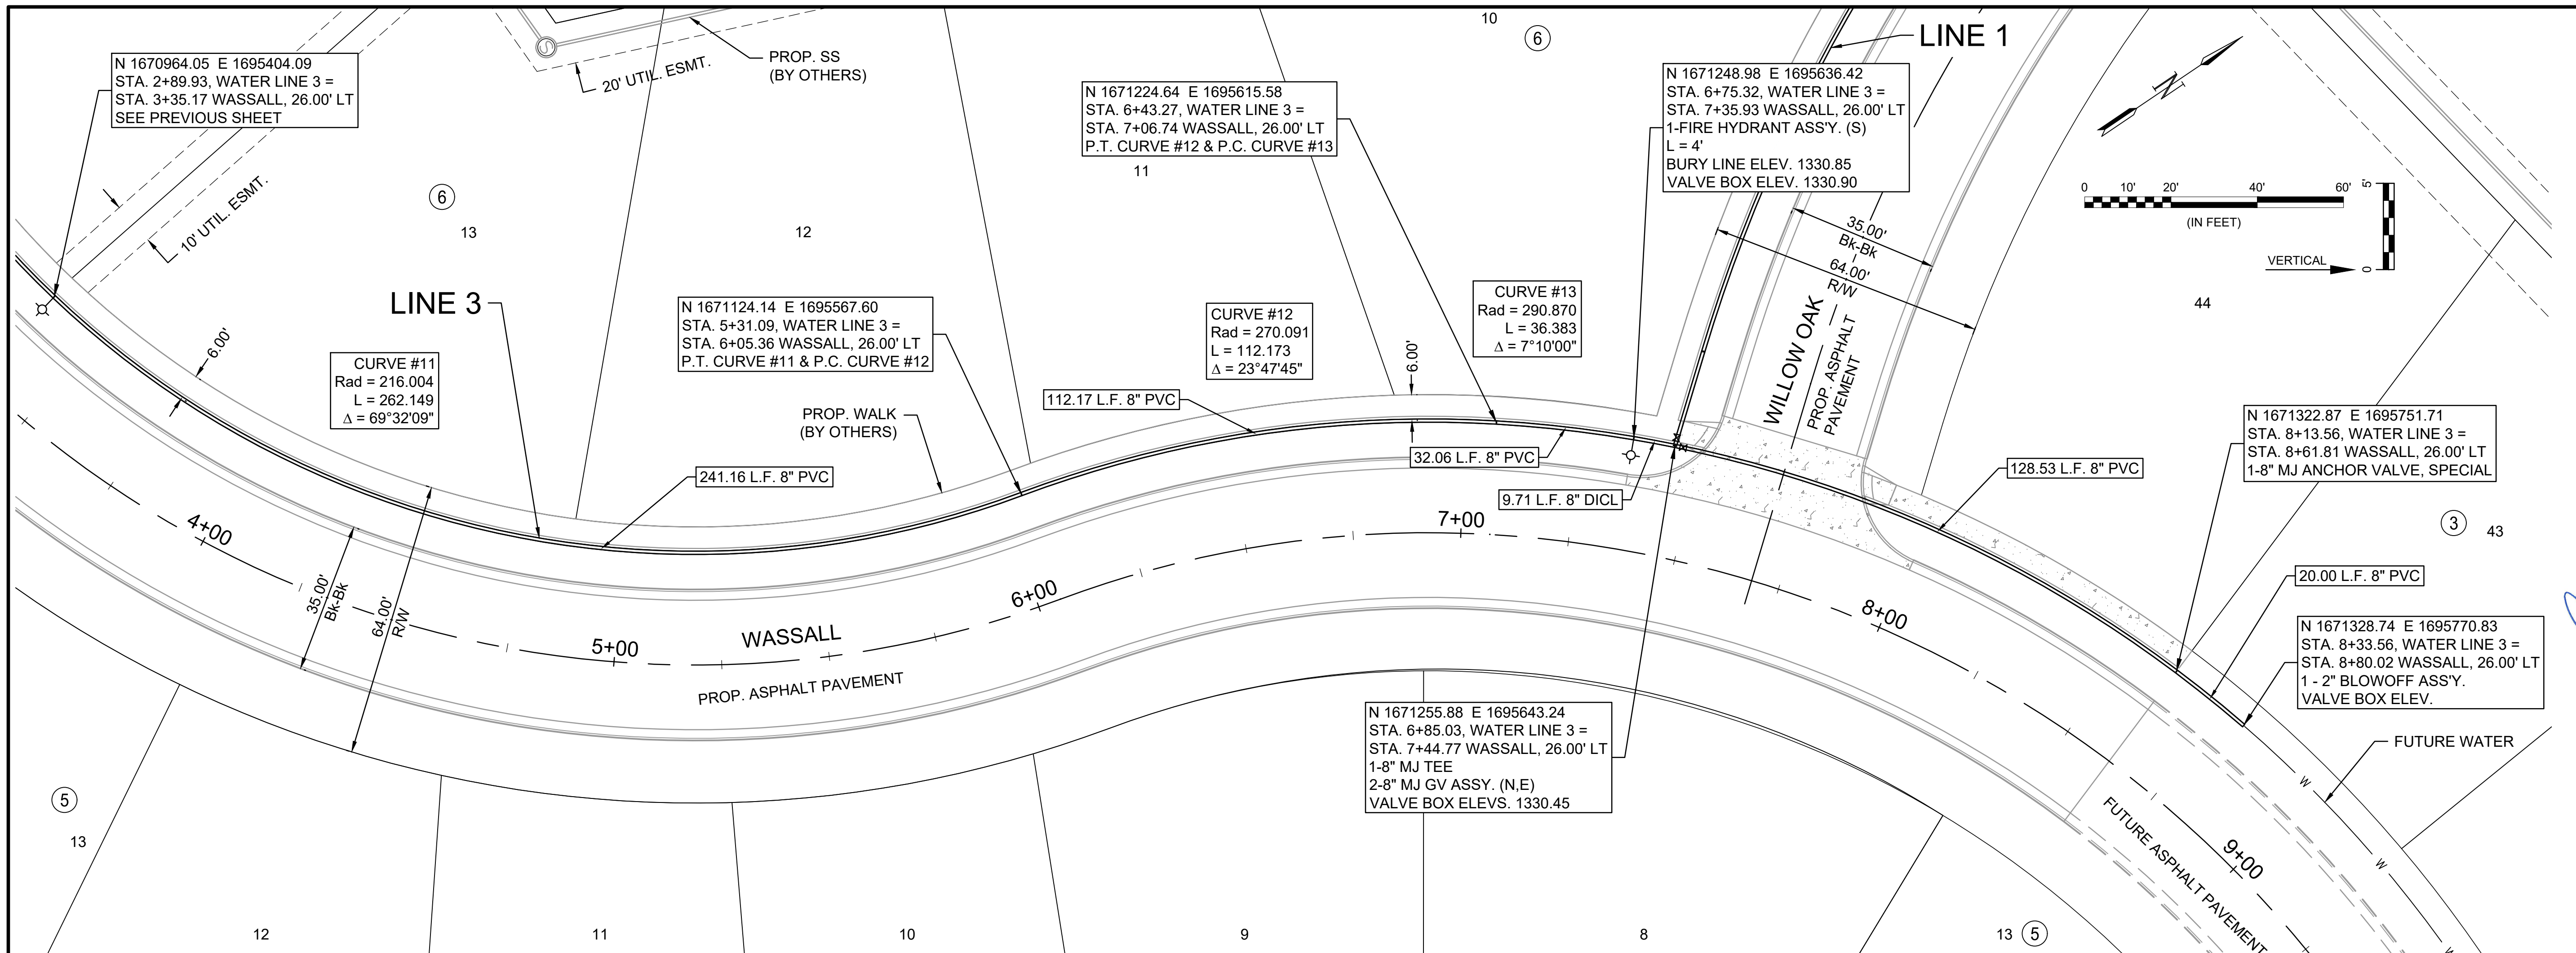 N 1670964.05 E 1695404.09
STA. 2+89.93, WATER LINE 3 =
STA. 3+35.17 WASSALL, 26.00' LT
SEE PREVIOUS SHEET
10' UTIL. ESMT.
S
20' UTIL. ESMT.
PROP. SS
(BY OTHERS)
6
13
12
11
10
6
LINE 1
N
N 1671224.64 E 1695615.58
STA. 6+43.27, WATER LINE 3 =
STA. 7+06.74 WASSALL, 26.00' LT
P.T. CURVE #12 & P.C. CURVE #13
N 1671248.98 E 1695636.42
STA. 6+75.32, WATER LINE 3 =
STA. 7+35.93 WASSALL, 26.00' LT
1-FIRE HYDRANT ASS'Y. (S)
L = 4'
BURY LINE ELEV. 1330.85
VALVE BOX ELEV. 1330.90
0 10' 20' 40' 60'
(IN FEET)
5'
0
VERTICAL
35.00'
Bk-Bk
64.00'
R/W
WILLOW OAK
PROP. ASPHALT
PAVEMENT
44
LINE 3
6.00'
CURVE #11
Rad = 216.004
L = 262.149
Δ = 69°32'09"
N 1671124.14 E 1695567.60
STA. 5+31.09, WATER LINE 3 =
STA. 6+05.36 WASSALL, 26.00' LT
P.T. CURVE #11 & P.C. CURVE #12
CURVE #12
Rad = 270.091
L = 112.173
Δ = 23°47'45"
CURVE #13
Rad = 290.870
L = 36.383
Δ = 7°10'00"
6.00'
PROP. WALK
(BY OTHERS)
112.17 L.F. 8" PVC
241.16 L.F. 8" PVC
32.06 L.F. 8" PVC
9.71 L.F. 8" DICL
128.53 L.F. 8" PVC
N 1671322.87 E 1695751.71
STA. 8+13.56, WATER LINE 3 =
STA. 8+61.81 WASSALL, 26.00' LT
1-8" MJ ANCHOR VALVE, SPECIAL
3
43
20.00 L.F. 8" PVC
N 1671328.74 E 1695770.83
STA. 8+33.56, WATER LINE 3 =
STA. 8+80.02 WASSALL, 26.00' LT
1 - 2" BLOWOFF ASS'Y.
VALVE BOX ELEV.
FUTURE WATER
W
W
W
4+00
5+00
6+00
7+00
8+00
9+00
35.00'
Bk-Bk
64.00'
R/W
WASSALL
PROP. ASPHALT PAVEMENT
N 1671255.88 E 1695643.24
STA. 6+85.03, WATER LINE 3 =
STA. 7+44.77 WASSALL, 26.00' LT
1-8" MJ TEE
2-8" MJ GV ASSY. (N,E)
VALVE BOX ELEVS. 1330.45
FUTURE ASPHALT PAVEMENT
5
13
12
11
10
9
8
13
5